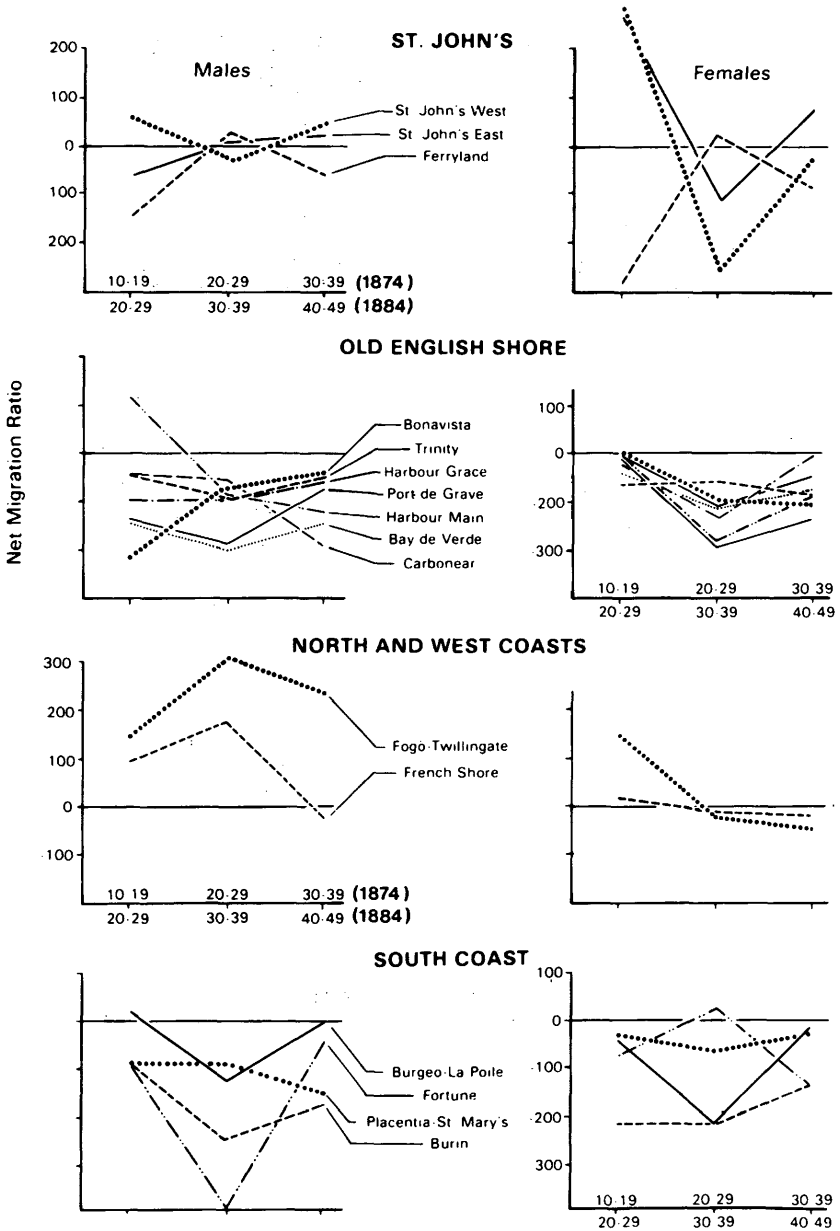 ST. JOHN'S
200
Males
Females
100
St John's West
St John's East
0
Ferryland
100
200
10-19 20-29 30-39 (1874)
20-29 30-39 40-49 (1884)
OLD ENGLISH SHORE
Net Migration Ratio
Bonavista
100
Trinity
0
Harbour Grace
Port de Grave
200
Harbour Main
Bay de Verde
300
Carbonear
10-19 20-29 30 39
20-29 30-39 40-49
NORTH AND WEST COASTS
300
200
Fogo-Twillingate
100
French Shore
0
100
10 19 20-29 30-39 (1874)
20-29 30-39 40-49 (1884)
SOUTH COAST
100
0
Burgeo-La Poile
-100
Fortune
Placentia-St Mary's
-200
Burin
300
10-19 20 29 30 39
20-29 30 39 40-49